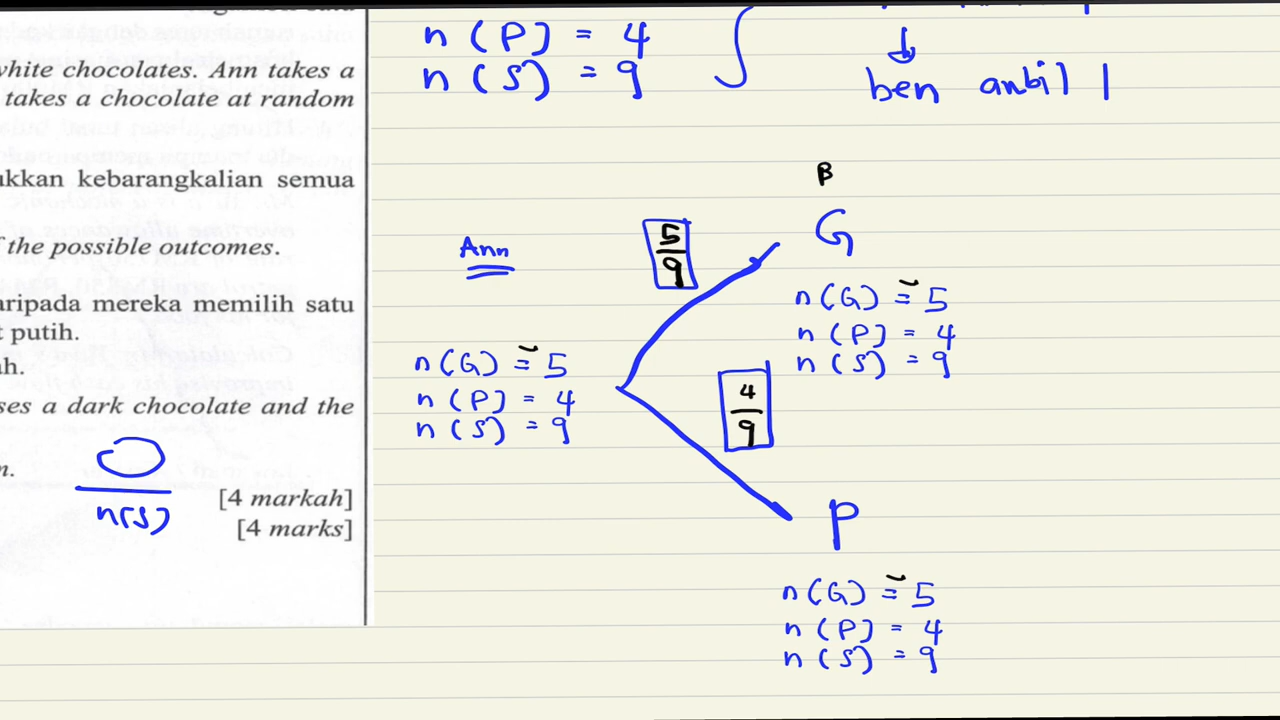 white chocolates. Ann takes a
takes a chocolate at random
ukkan kebarangkalian semua
f the possible outcomes.
aripada mereka memilih satu
t putih.
ah.
ses a dark chocolate and the
n.
n(S)
[4 markah]
[4 marks]
n(P) = 4
n(S) = 9
ben ambil 1
B
Ann
5
9
G
n(G) = 5
n(P) = 4
n(S) = 9
n(G) = 5
n(P) = 4
n(S) = 9
4
9
P
n(G) = 5
n(P) = 4
n(S) = 9